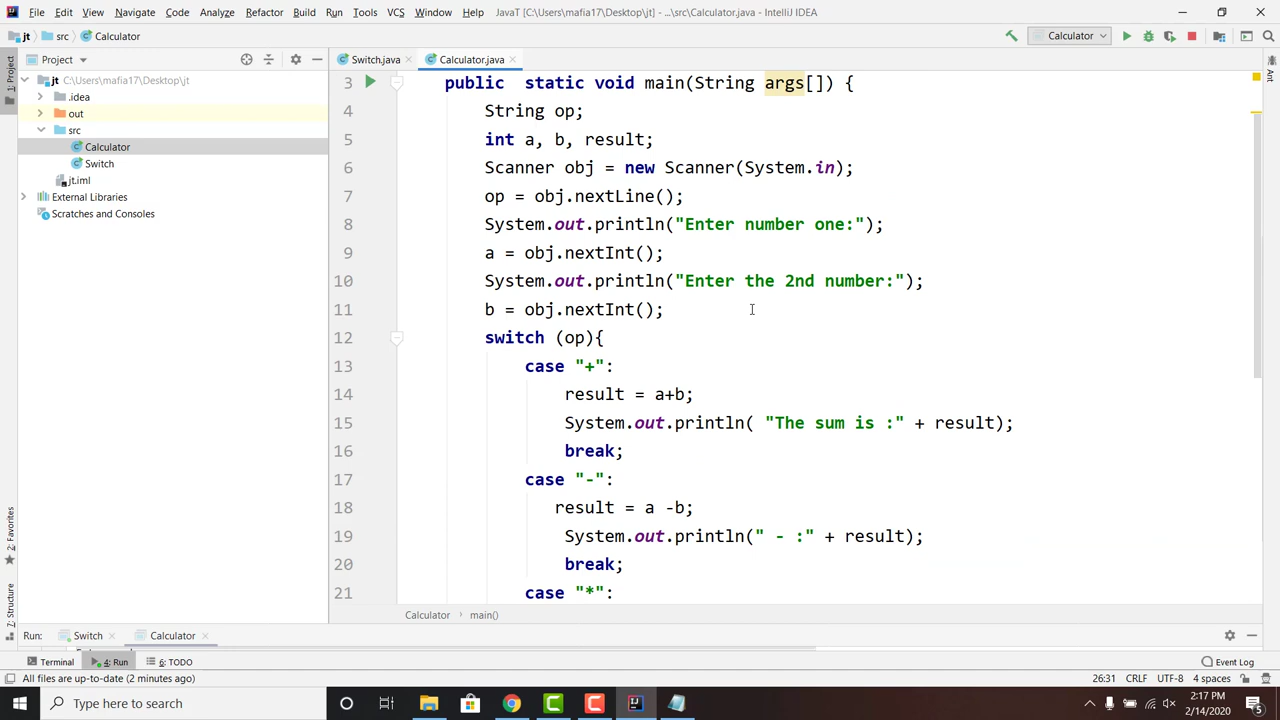 File Edit View Navigate Code Analyze Refactor Build Run Tools VCS Window Help JavaT [C:\Users\mafia17\Desktop\jt] - ...\src\Calculator.java - IntelliJ IDEA
jt src Calculator Calculator
Project Switch.java Calculator.java
1: Project
Ant
jt C:\Users\mafia17\Desktop\jt
.idea
out
src
Calculator
Switch
jt.iml
External Libraries
Scratches and Consoles
3 public static void main(String args[]) {
4 String op;
5 int a, b, result;
6 Scanner obj = new Scanner(System.in);
7 op = obj.nextLine();
8 System.out.println("Enter number one:");
9 a = obj.nextInt();
10 System.out.println("Enter the 2nd number:");
11 b = obj.nextInt();
12 switch (op){
13 case "+":
14 result = a+b;
15 System.out.println( "The sum is :" + result);
16 break;
17 case "-":
18 result = a -b;
19 System.out.println(" - :" + result);
20 break;
21 case "*":
2: Favorites
7: Structure
Calculator main()
Run: Switch Calculator
Terminal 4: Run 6: TODO Event Log
All files are up-to-date (2 minutes ago) 26:31 CRLF UTF-8 4 spaces
Type here to search
2:17 PM
2/14/2020
5